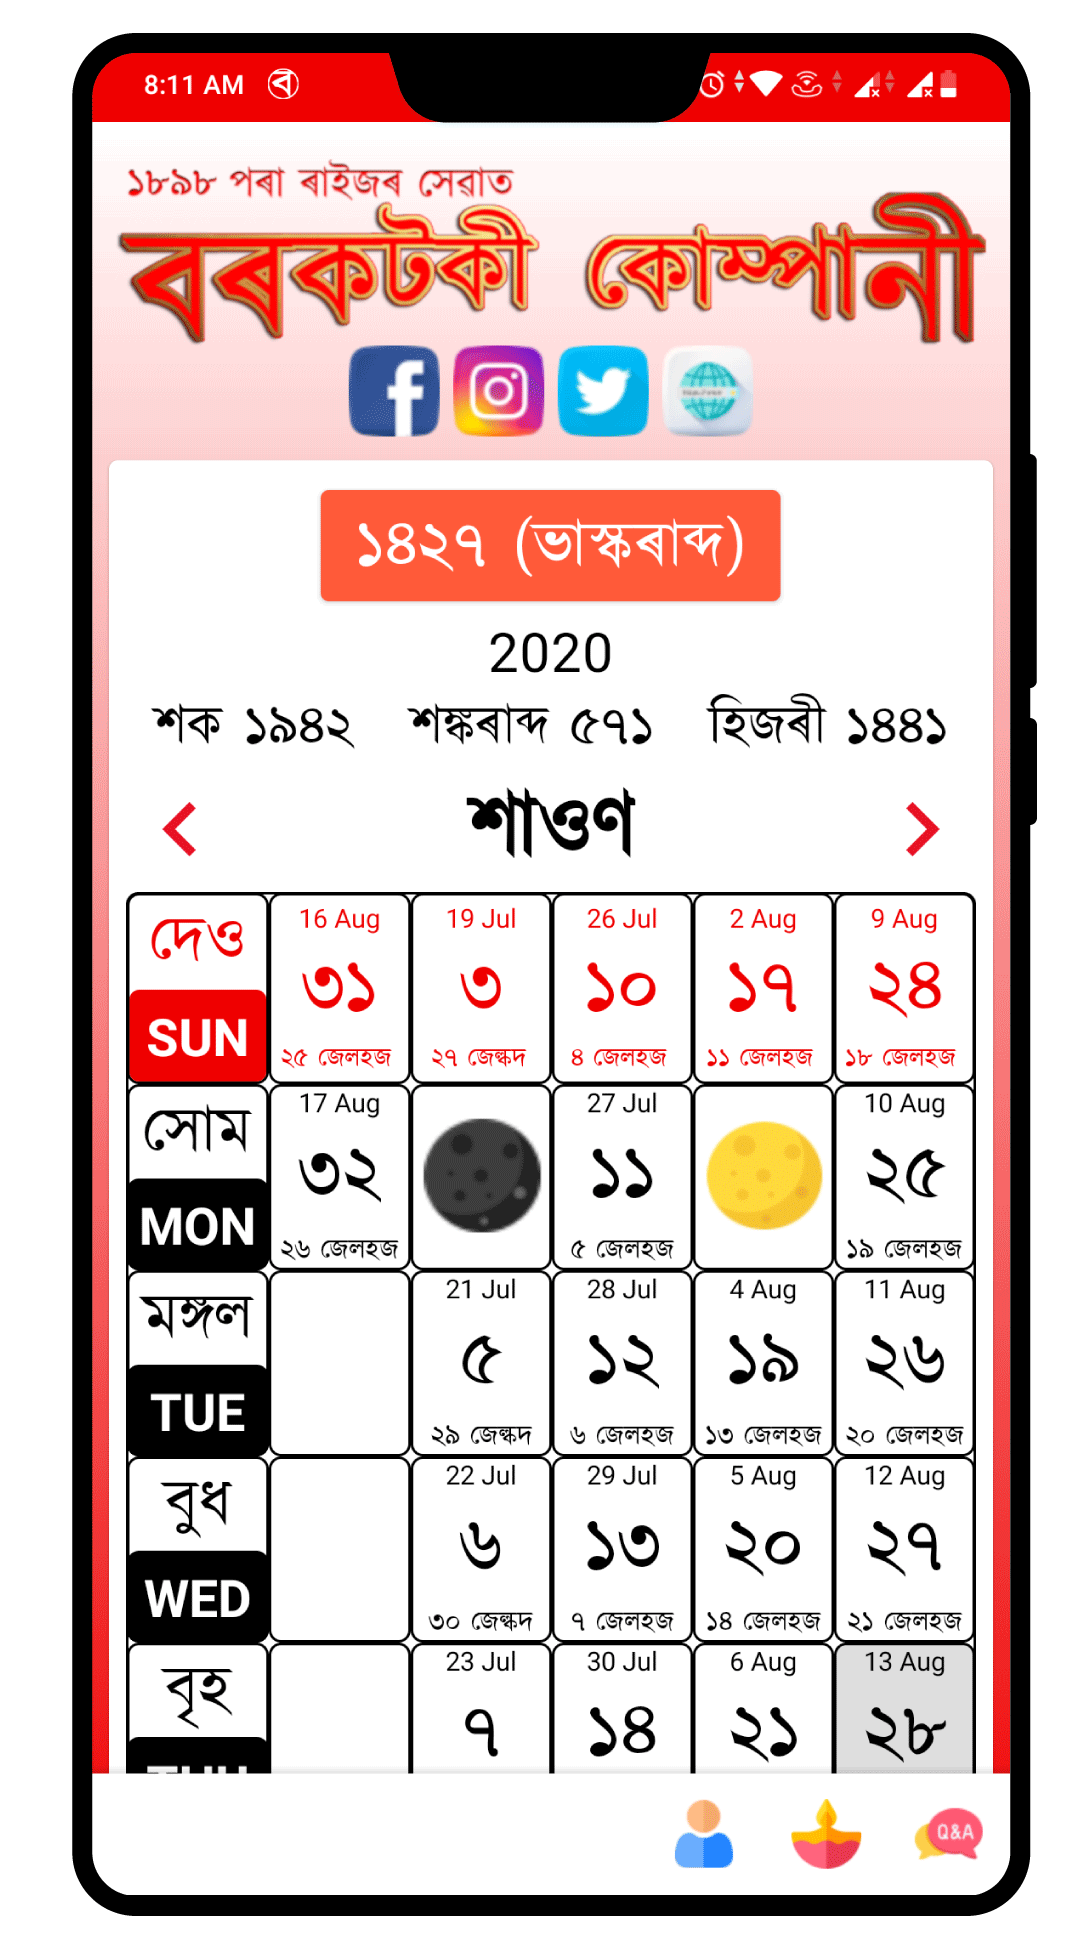 8:11 AM
১৮৯৮ পৰা ৰাইজৰ সেৱাত
বৰকটকী কোম্পানী
১৪২৭ (ভাস্কৰাব্দ)
2020
শক ১৯৪২ শঙ্কৰাব্দ ৫৭১ হিজৰী ১৪৪১
শাওণ
দেও 16 Aug 19 Jul 26 Jul 2 Aug 9 Aug
৩১ ৩ ১০ ১৭ ২৪
SUN ২৫ জেলহজ ২৭ জেল্কদ ৪ জেলহজ ১১ জেলহজ ১৮ জেলহজ
সোম 17 Aug 27 Jul 10 Aug
৩২ ১১ ২৫
MON ২৬ জেলহজ ৫ জেলহজ ১৯ জেলহজ
মঙ্গল 21 Jul 28 Jul 4 Aug 11 Aug
৫ ১২ ১৯ ২৬
TUE ২৯ জেল্কদ ৬ জেলহজ ১৩ জেলহজ ২০ জেলহজ
বুধ 22 Jul 29 Jul 5 Aug 12 Aug
৬ ১৩ ২০ ২৭
WED ৩০ জেল্কদ ৭ জেলহজ ১৪ জেলহজ ২১ জেলহজ
বৃহ 23 Jul 30 Jul 6 Aug 13 Aug
৭ ১৪ ২১ ২৮
THU
Q&A